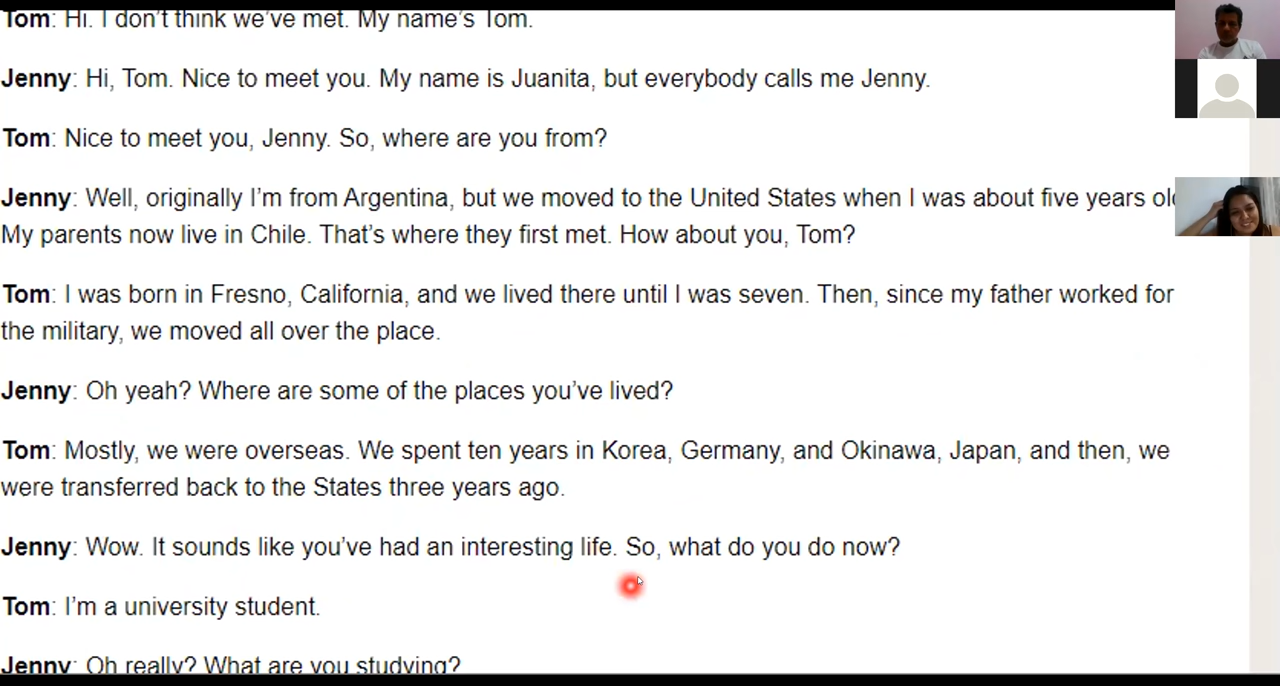 Tom: Hi. I don't think we've met. My name's Tom.
Jenny: Hi, Tom. Nice to meet you. My name is Juanita, but everybody calls me Jenny.
Tom: Nice to meet you, Jenny. So, where are you from?
Jenny: Well, originally I'm from Argentina, but we moved to the United States when I was about five years old
My parents now live in Chile. That's where they first met. How about you, Tom?
Tom: I was born in Fresno, California, and we lived there until I was seven. Then, since my father worked for
the military, we moved all over the place.
Jenny: Oh yeah? Where are some of the places you've lived?
Tom: Mostly, we were overseas. We spent ten years in Korea, Germany, and Okinawa, Japan, and then, we
were transferred back to the States three years ago.
Jenny: Wow. It sounds like you've had an interesting life. So, what do you do now?
Tom: I'm a university student.
Jenny: Oh really? What are you studying?